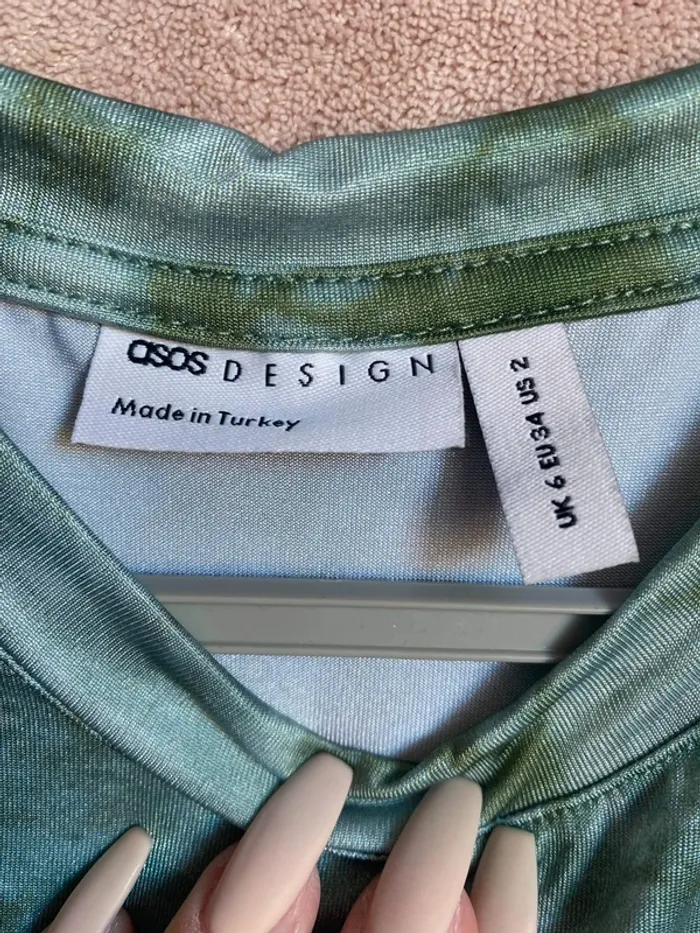 asos DESIGN
Made in Turkey
UK 6 EU 34 US 2